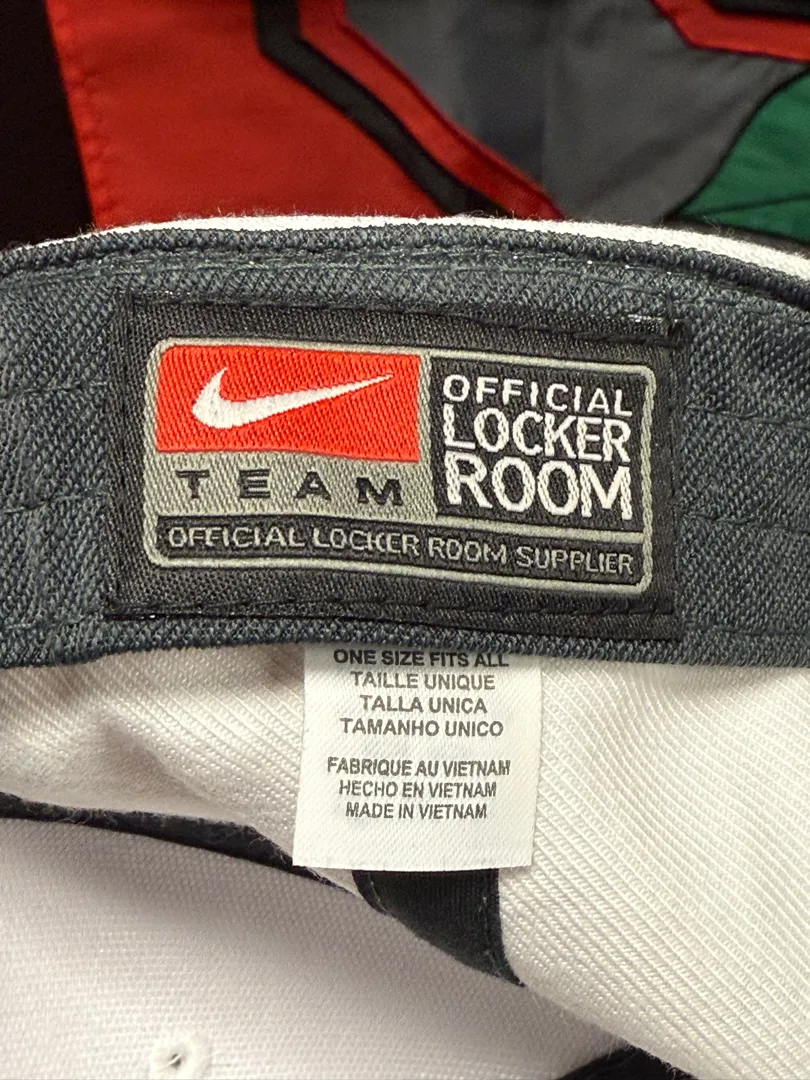 TEAM
OFFICIAL
LOCKER
ROOM
OFFICIAL LOCKER ROOM SUPPLIER
ONE SIZE FITS ALL
TAILLE UNIQUE
TALLA UNICA
TAMANHO UNICO
FABRIQUE AU VIETNAM
HECHO EN VIETNAM
MADE IN VIETNAM